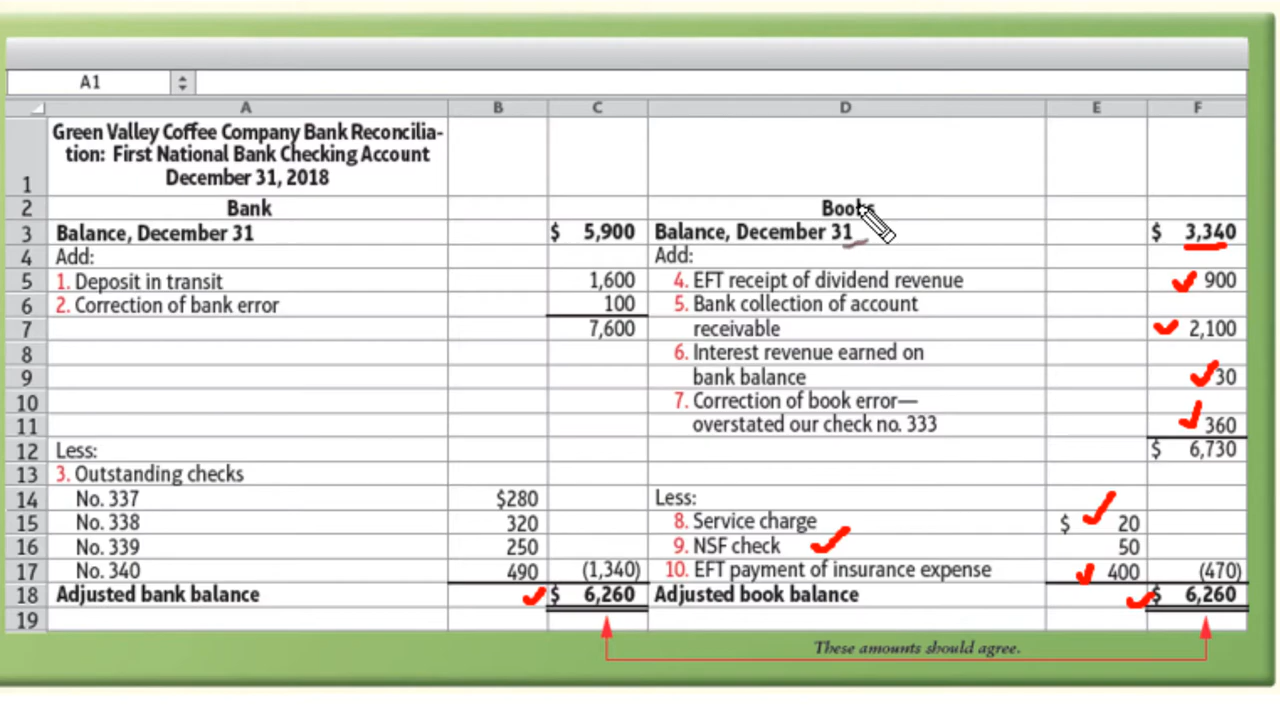 A1
A B C D E F
Green Valley Coffee Company Bank Reconcilia-
tion: First National Bank Checking Account
December 31, 2018
1
2 Bank Books
3 Balance, December 31 $ 5,900 Balance, December 31 $ 3,340
4 Add: Add:
5 1. Deposit in transit 1,600 4. EFT receipt of dividend revenue 900
6 2. Correction of bank error 100 5. Bank collection of account
7 7,600 receivable 2,100
8 6. Interest revenue earned on
9 bank balance 30
10 7. Correction of book error—
11 overstated our check no. 333 360
12 Less: $ 6,730
13 3. Outstanding checks
14 No. 337 $280 Less:
15 No. 338 320 8. Service charge $ 20
16 No. 339 250 9. NSF check 50
17 No. 340 490 (1,340) 10. EFT payment of insurance expense 400 (470)
18 Adjusted bank balance $ 6,260 Adjusted book balance $ 6,260
19
These amounts should agree.